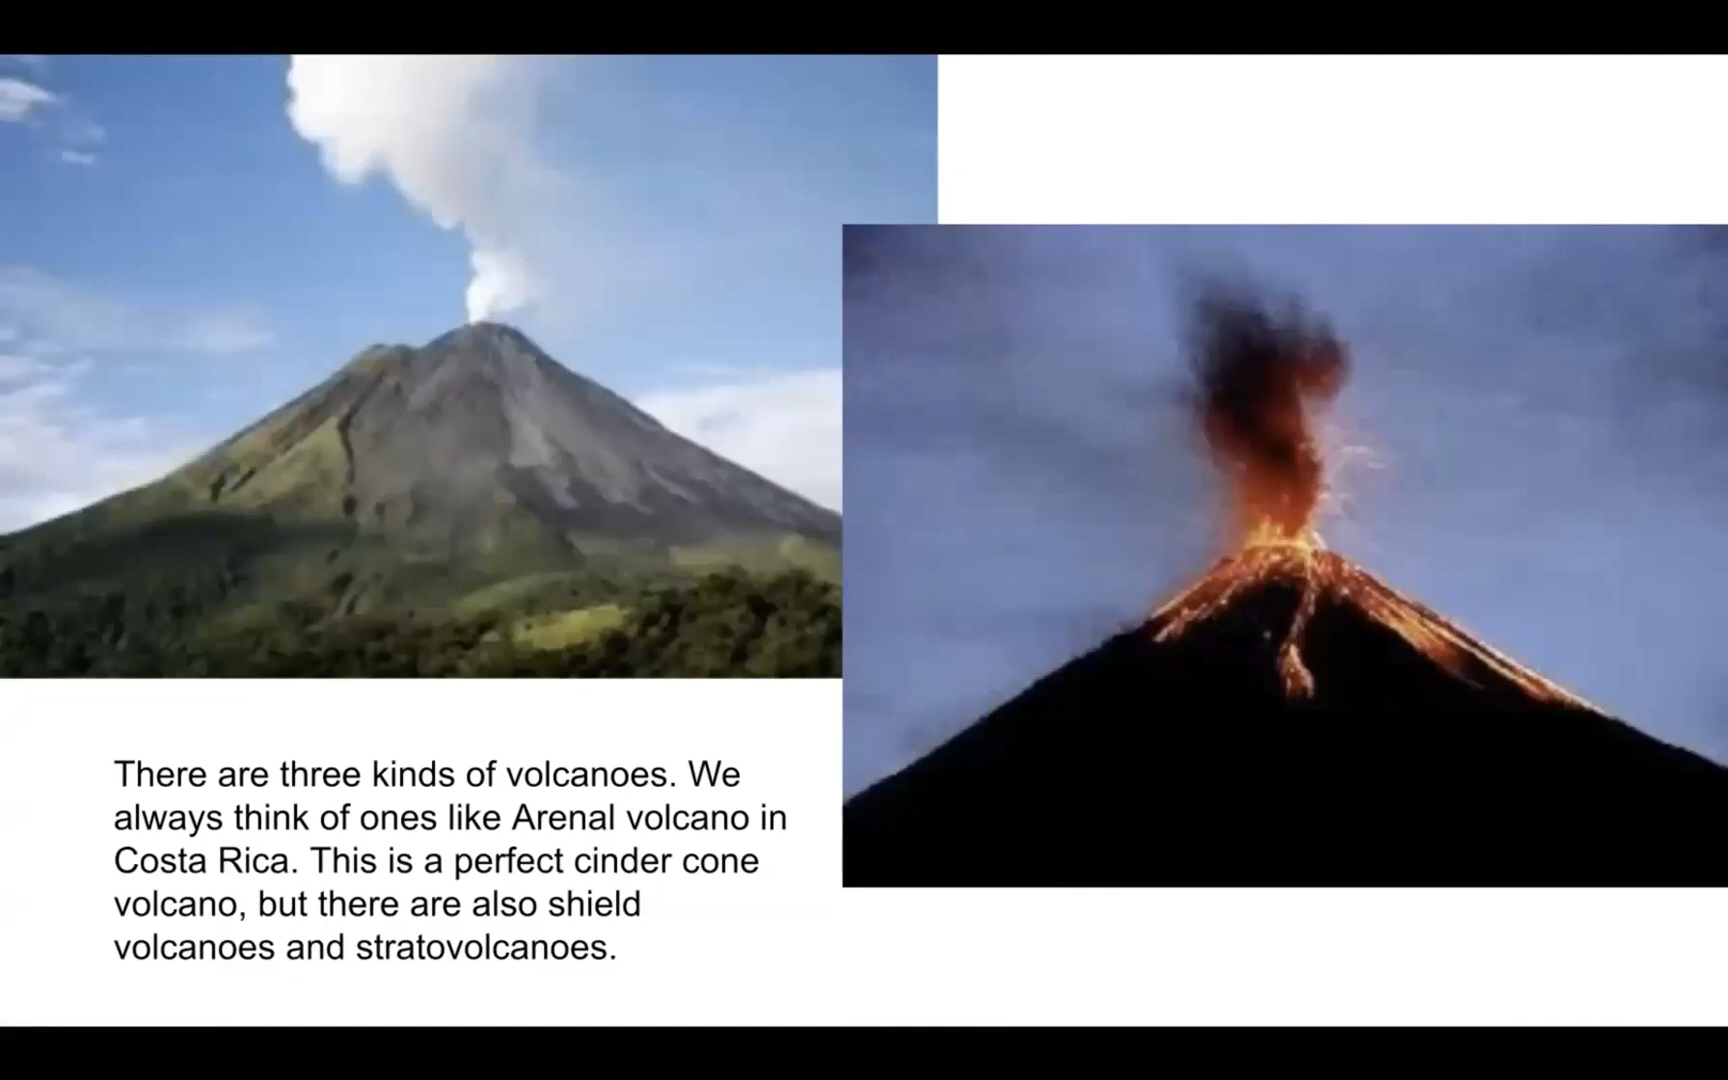 There are three kinds of volcanoes. We
always think of ones like Arenal volcano in
Costa Rica. This is a perfect cinder cone
volcano, but there are also shield
volcanoes and stratovolcanoes.